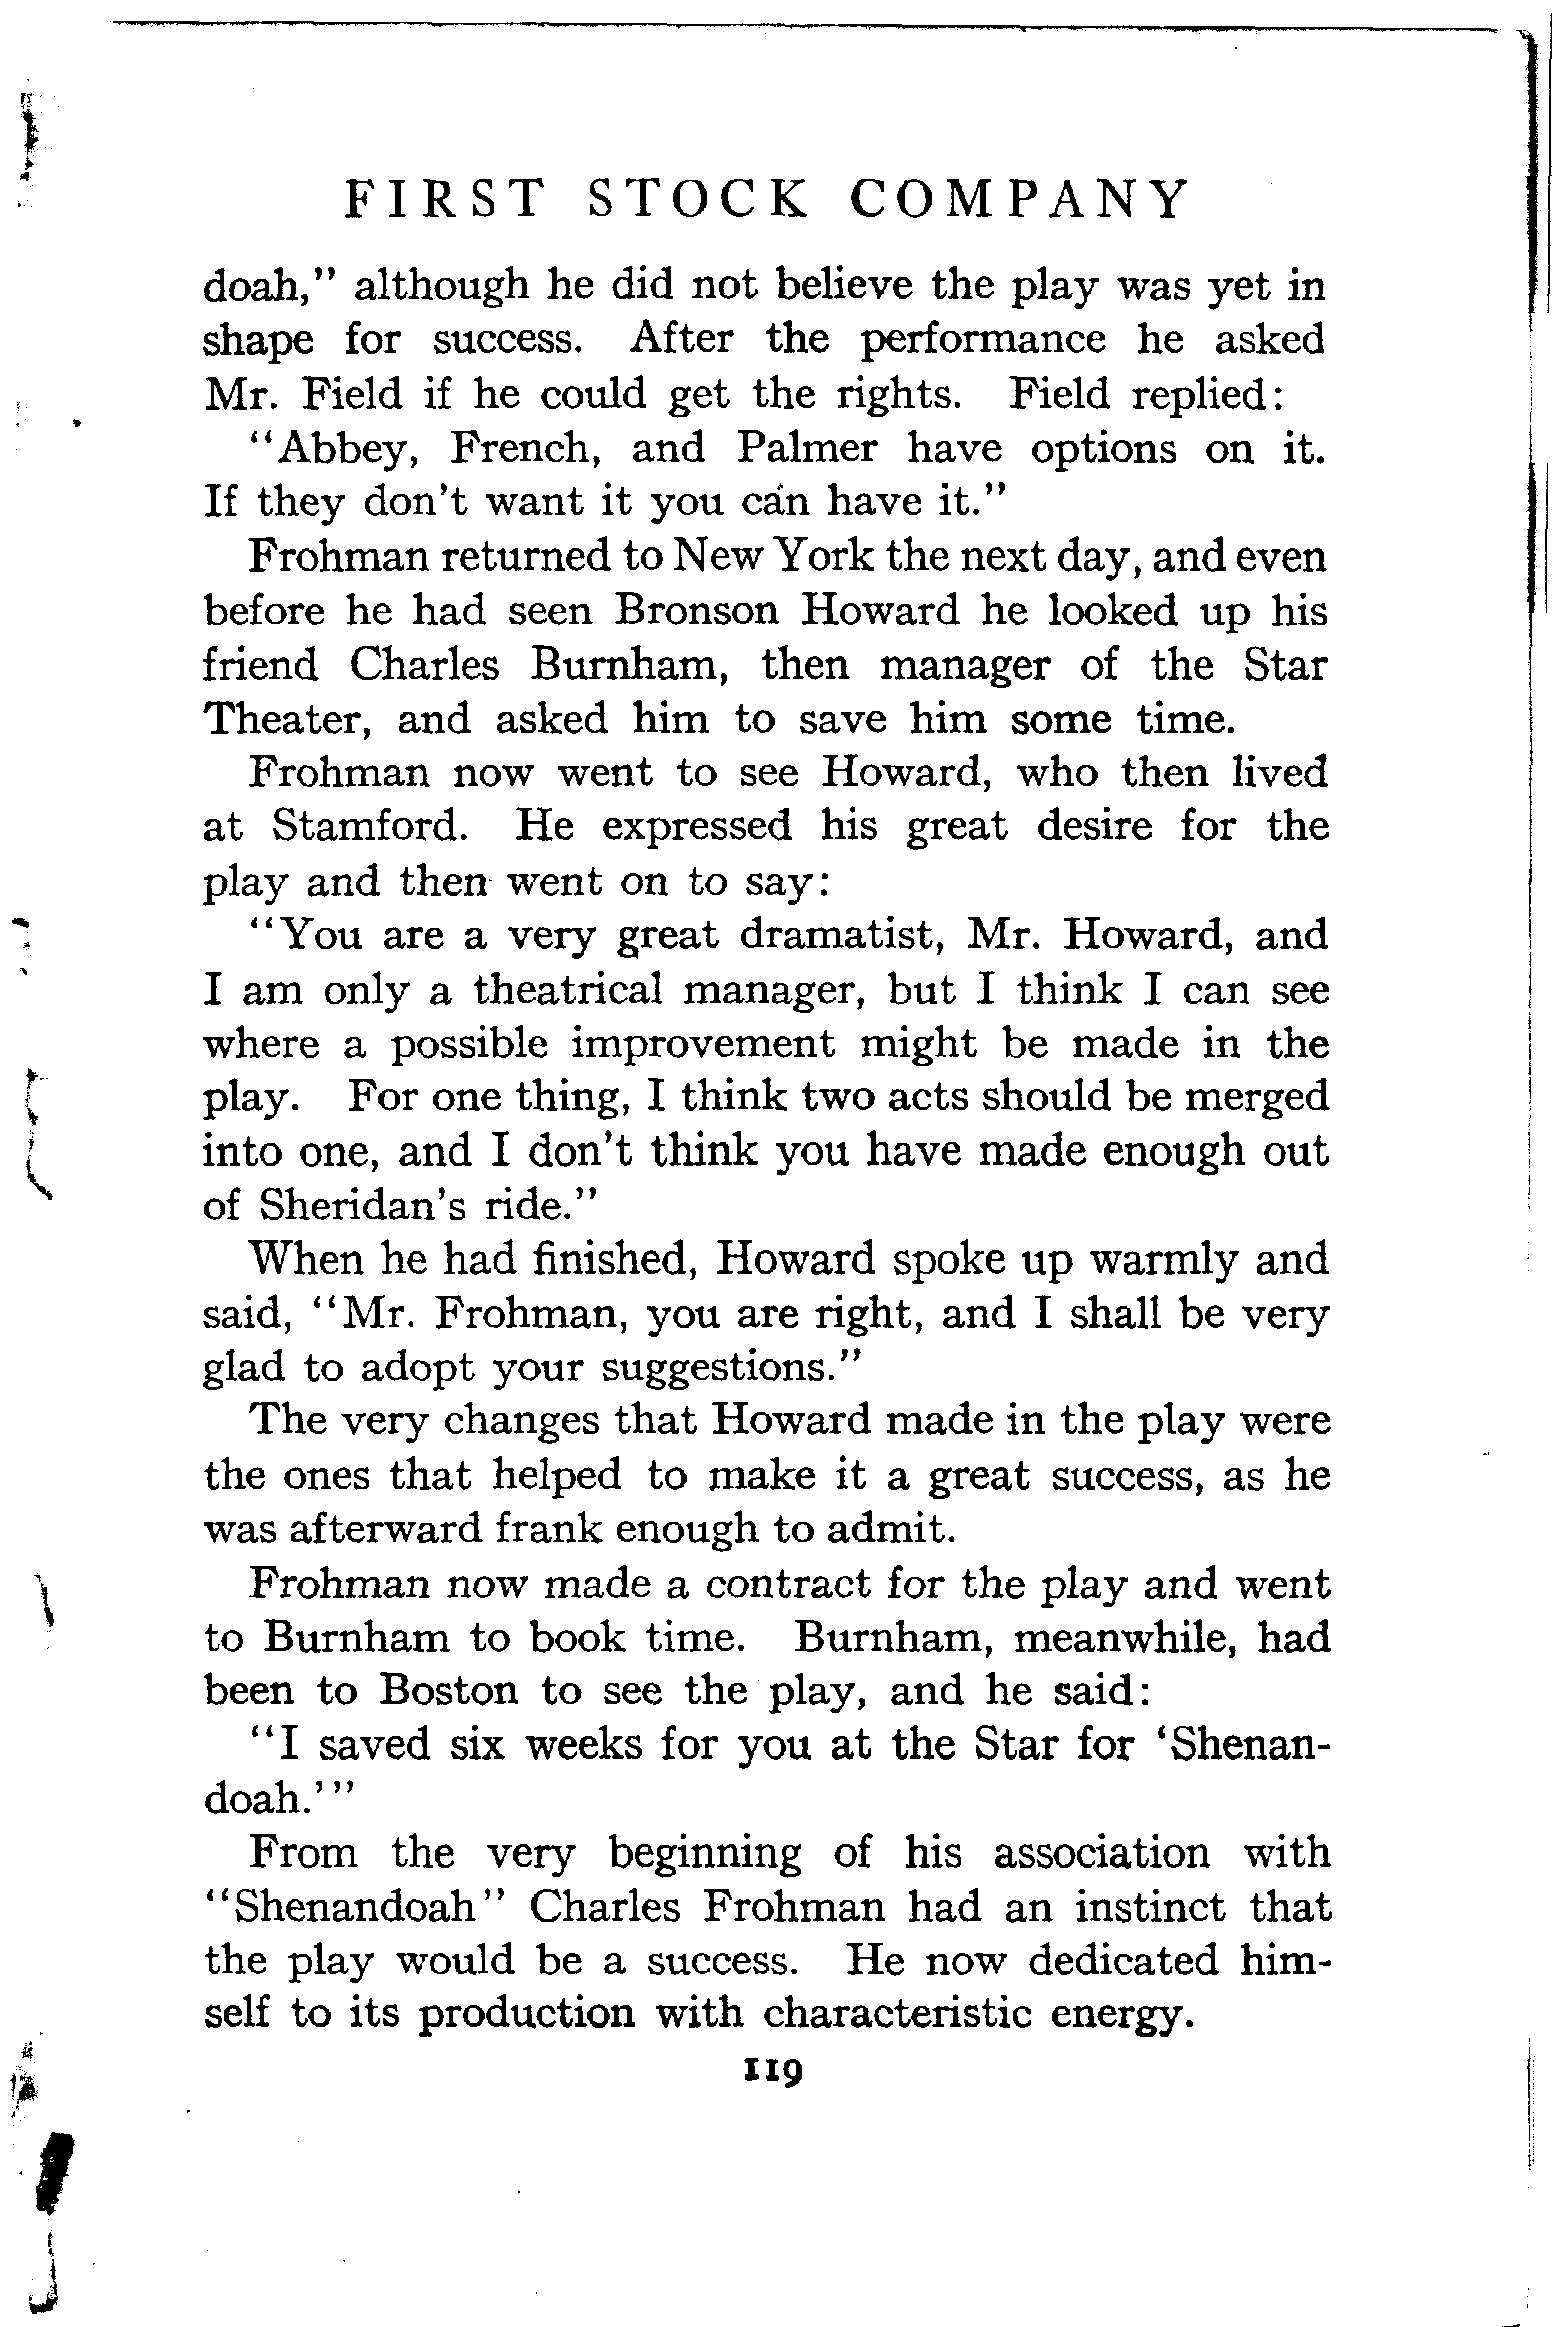 FIRST STOCK COMPANY
doah," although he did not believe the play was yet in
shape for success. After the performance he asked
Mr. Field if he could get the rights. Field replied:
"Abbey, French, and Palmer have options on it.
If they don't want it you can have it."
Frohman returned to New York the next day, and even
before he had seen Bronson Howard he looked up his
friend Charles Burnham, then manager of the Star
Theater, and asked him to save him some time.
Frohman now went to see Howard, who then lived
at Stamford. He expressed his great desire for the
play and then went on to say:
"You are a very great dramatist, Mr. Howard, and
I am only a theatrical manager, but I think I can see
where a possible improvement might be made in the
play. For one thing, I think two acts should be merged
into one, and I don't think you have made enough out
of Sheridan's ride."
When he had finished, Howard spoke up warmly and
said, "Mr. Frohman, you are right, and I shall be very
glad to adopt your suggestions."
The very changes that Howard made in the play were
the ones that helped to make it a great success, as he
was afterward frank enough to admit.
Frohman now made a contract for the play and went
to Burnham to book time. Burnham, meanwhile, had
been to Boston to see the play, and he said:
"I saved six weeks for you at the Star for 'Shenan-
doah.'"
From the very beginning of his association with
"Shenandoah" Charles Frohman had an instinct that
the play would be a success. He now dedicated him-
self to its production with characteristic energy.
119